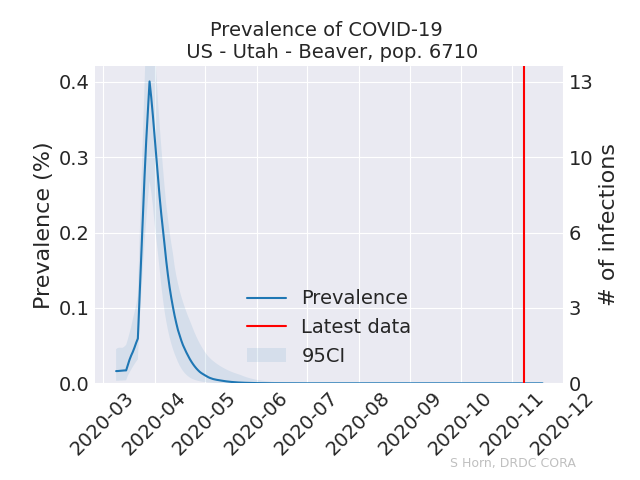 Prevalence of COVID-19
US - Utah - Beaver, pop. 6710
Prevalence (%)
0.4
0.3
0.2
0.1
0.0
13
10
6
3
0
# of infections
Prevalence
Latest data
95CI
2020-03
2020-04
2020-05
2020-06
2020-07
2020-08
2020-09
2020-10
2020-11
2020-12
S Horn, DRDC CORA